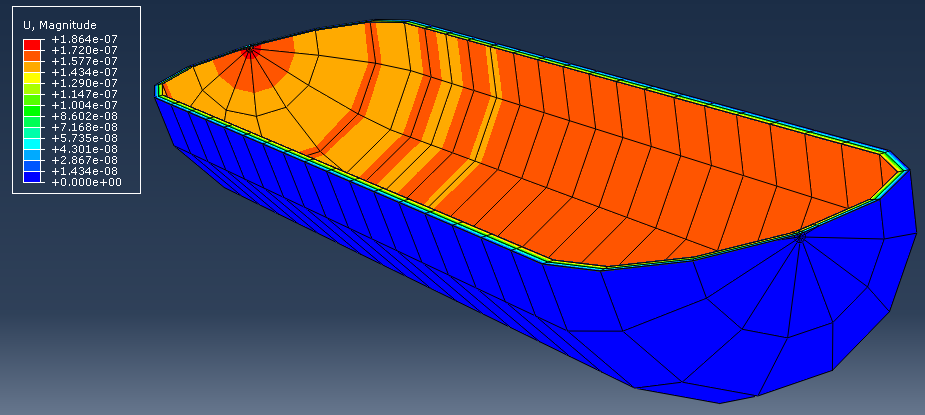 U, Magnitude
+1.864e-07
+1.720e-07
+1.577e-07
+1.434e-07
+1.290e-07
+1.147e-07
+1.004e-07
+8.602e-08
+7.168e-08
+5.735e-08
+4.301e-08
+2.867e-08
+1.434e-08
+0.000e+00